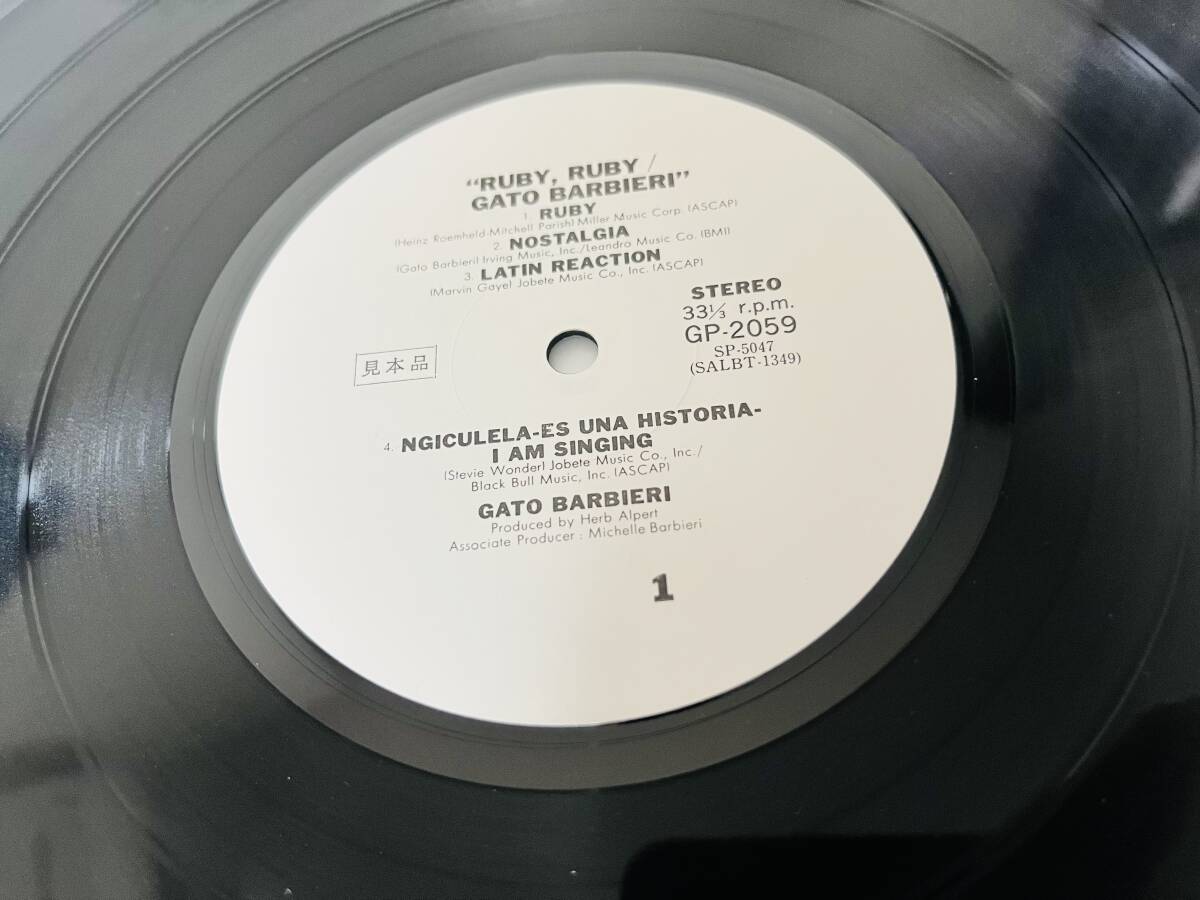 "RUBY, RUBY /
GATO BARBIERI"
1. RUBY
(Heinz Roemheld-Mitchell Parish) Miller Music Corp. (ASCAP)
2. NOSTALGIA
(Gato Barbieri) Irving Music, Inc./Leandro Music Co. (BMI)
3. LATIN REACTION
(Marvin Gaye) Jobete Music Co., Inc. (ASCAP)
STEREO
33⅓ r.p.m.
GP-2059
SP-5047
(SALBT-1349)
見本品
4. NGICULELA-ES UNA HISTORIA-
I AM SINGING
(Stevie Wonder) Jobete Music Co., Inc./
Black Bull Music, Inc. (ASCAP)
GATO BARBIERI
Produced by Herb Alpert
Associate Producer : Michelle Barbieri
1